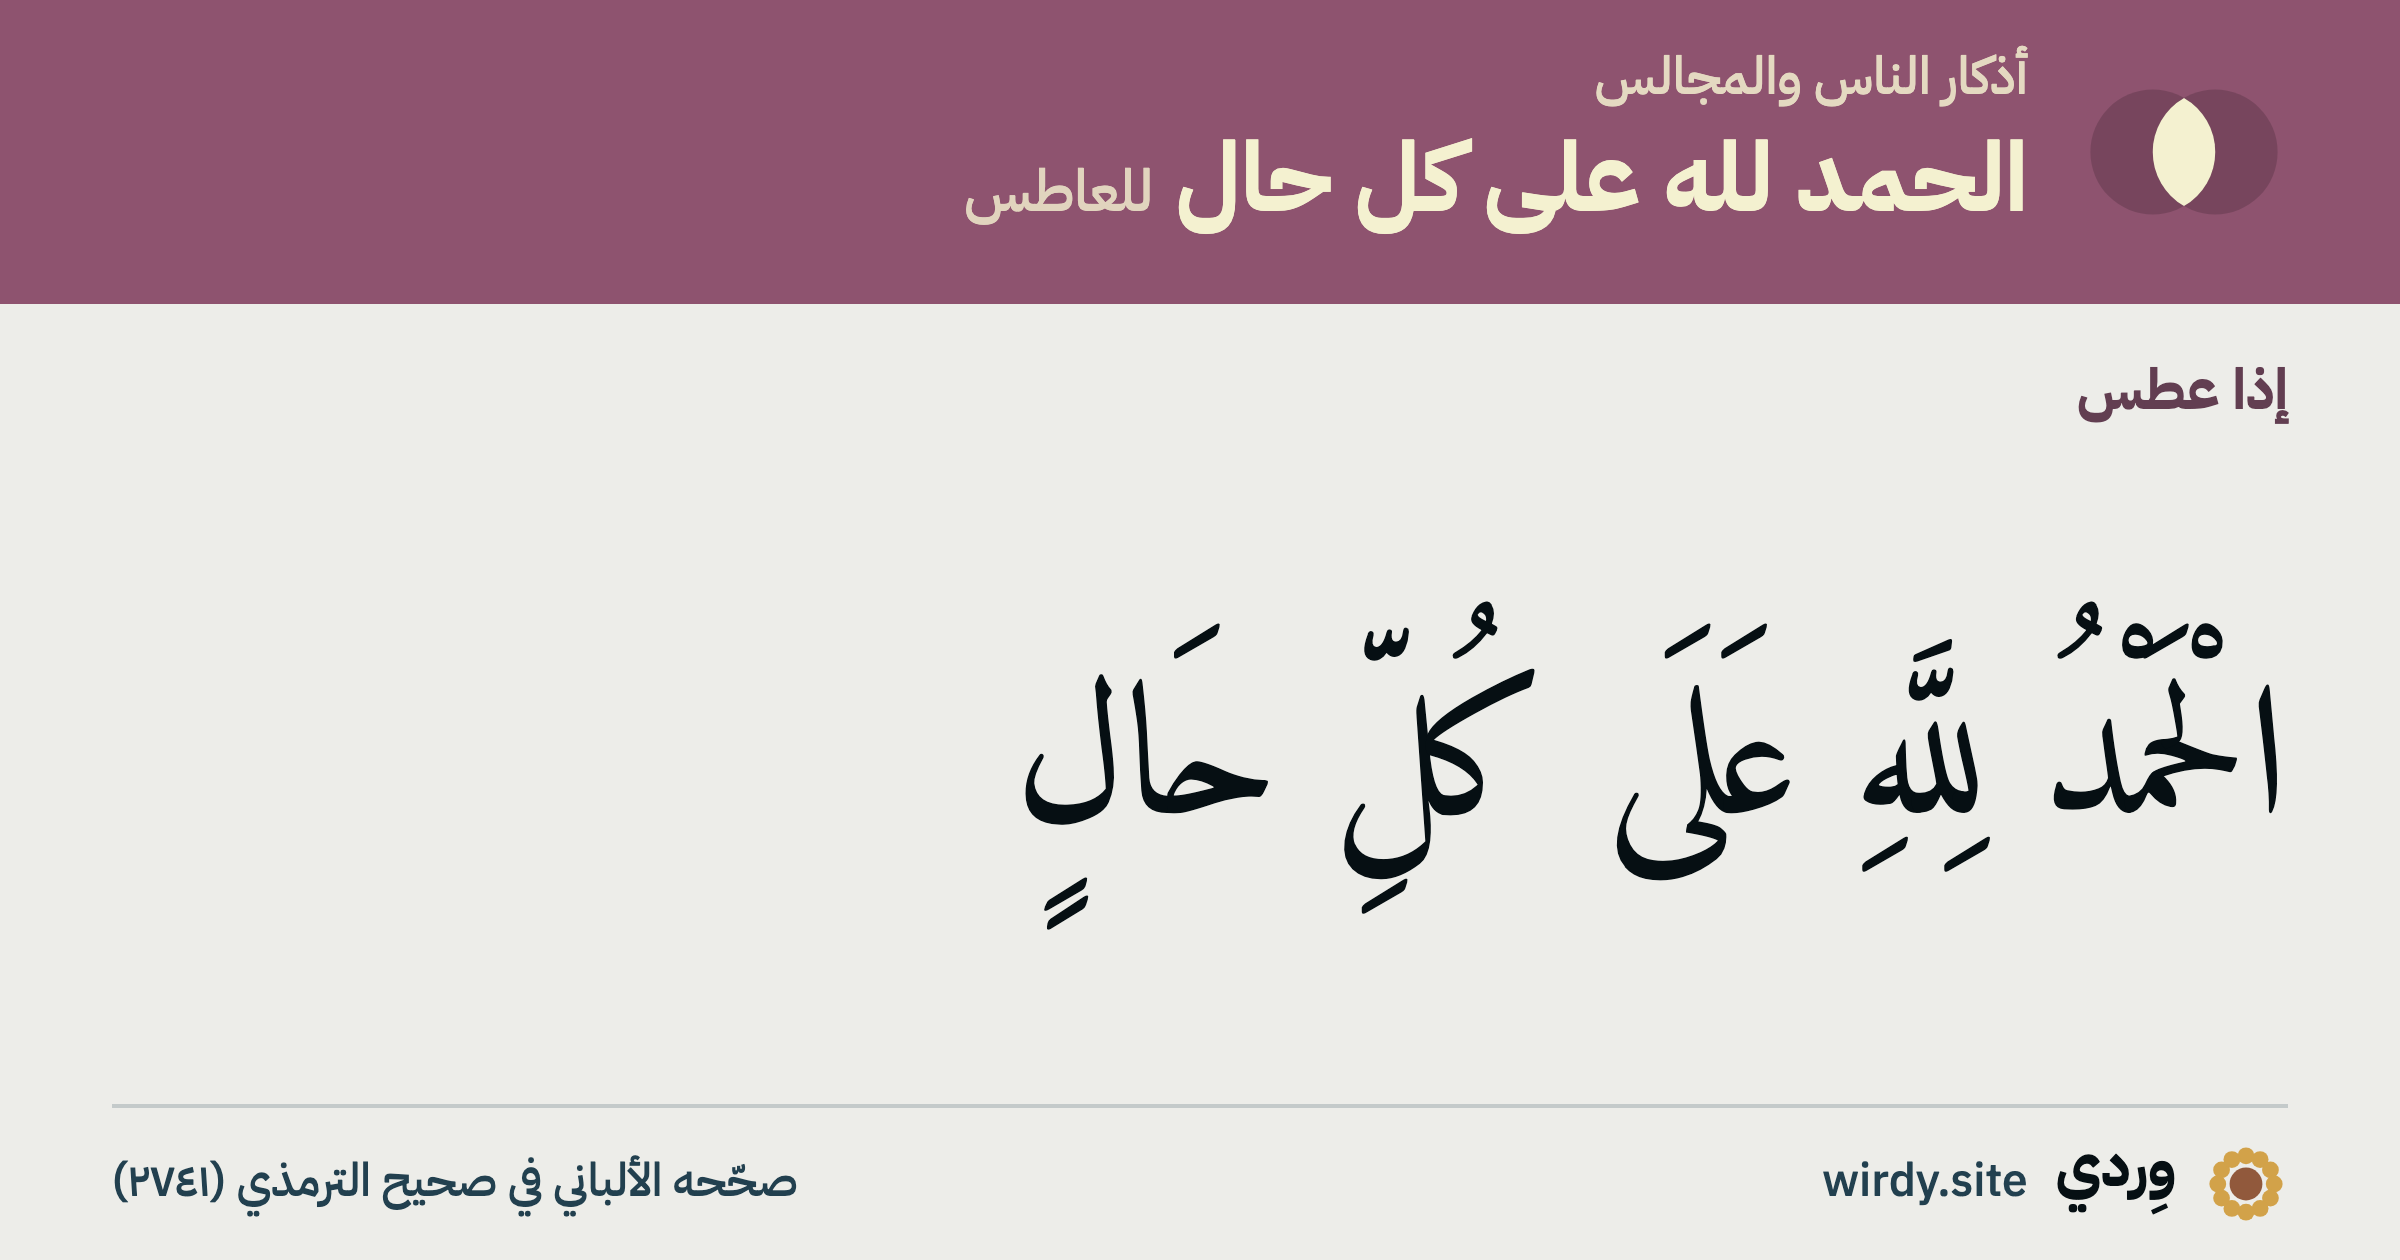 أذكار الناس والمجالس
الحمد لله على كل حال للعاطس
إذا عطس
الْحَمْدُ لِلَّهِ عَلَى كُلِّ حَالٍ
وِردي wirdy.site
صحّحه الألباني في صحيح الترمذي (٢٧٤١)